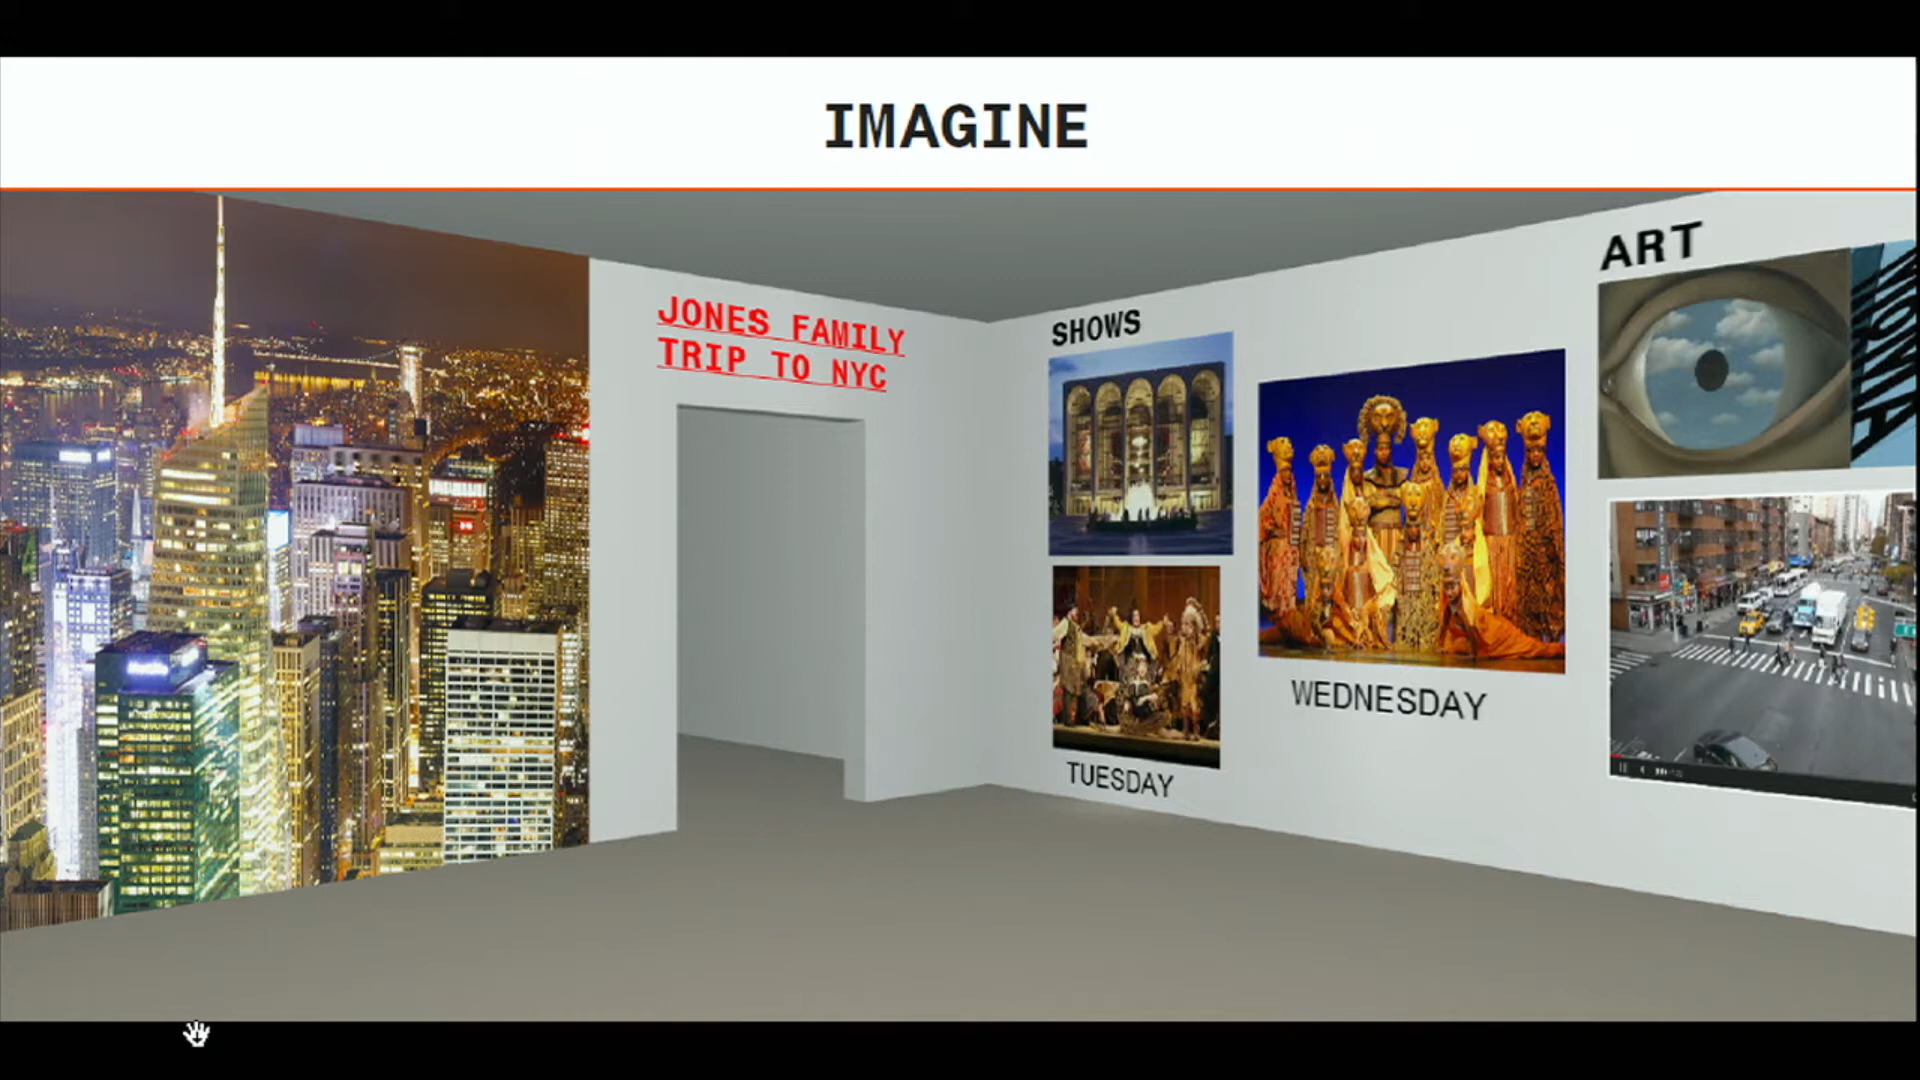 IMAGINE
JONES FAMILY
TRIP TO NYC
SHOWS
TUESDAY
WEDNESDAY
ART